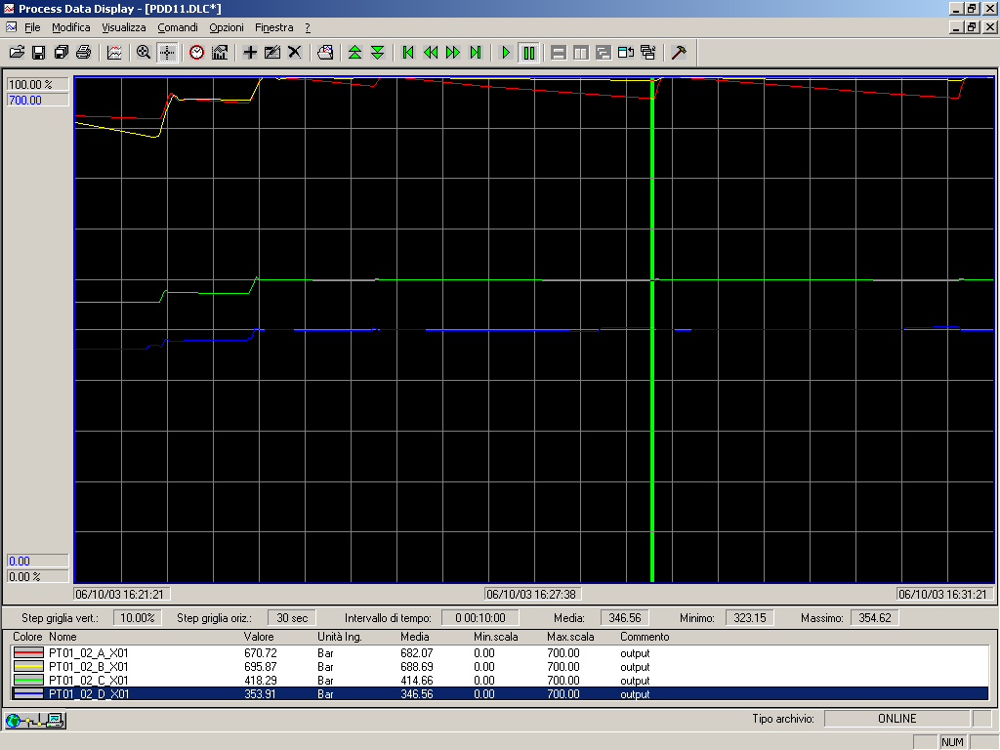 Process Data Display - [PDD11.DLC*]
File Modifica Visualizza Comandi Opzioni Finestra ?
100.00 %
700.00
0.00
0.00 %
06/10/03 16:21:21 06/10/03 16:27:38 06/10/03 16:31:21
Step griglia vert.: 10.00% Step griglia oriz.: 30 sec Intervallo di tempo: 0 00:10:00 Media: 346.56 Minimo: 323.15 Massimo: 354.62
Colore Nome Valore Unità Ing. Media Min.scala Max.scala Commento
PT01_02_A_X01 670.72 Bar 682.07 0.00 700.00 output
PT01_02_B_X01 695.87 Bar 688.69 0.00 700.00 output
PT01_02_C_X01 418.29 Bar 414.66 0.00 700.00 output
PT01_02_D_X01 353.91 Bar 346.56 0.00 700.00 output
Tipo archivio: ONLINE
NUM